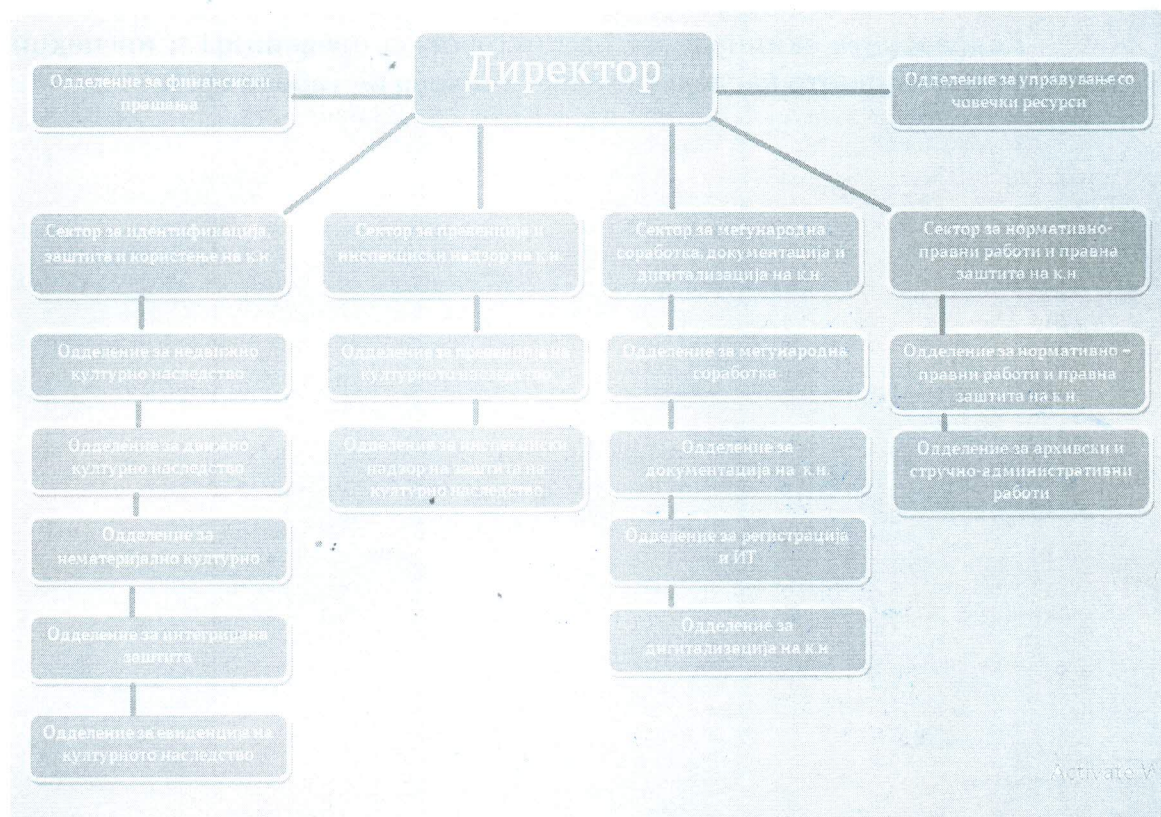 Директор
Одделение за финансиски
прашања
Одделение за управување со
човечки ресурси
Сектор за идентификација,
заштита и користење на к.н.
Одделение за недвижно
културно наследство
Одделение за движно
културно наследство
Одделение за
нематеријално културно
Одделение за интегрирана
заштита
Одделение за евиденција на
културното наследство
Сектор за превенција и
инспекциски надзор на к.н.
Одделение за превенција на
културното наследство
Одделение за инспекциски
надзор на заштита на
културно наследство
Сектор за меѓународна
соработка, документација и
дигитализација на к.н.
Одделение за меѓународна
соработка
Одделение за
документација на к.н.
Одделение за регистрација
и ИТ
Одделение за
дигитализација на к.н
Сектор за нормативно-
правни работи и правна
заштита на к.н
Одделение за нормативно –
правни работи и правна
заштита на к.н.
Одделение за архивски и
стручно-административни
работи
Activate W